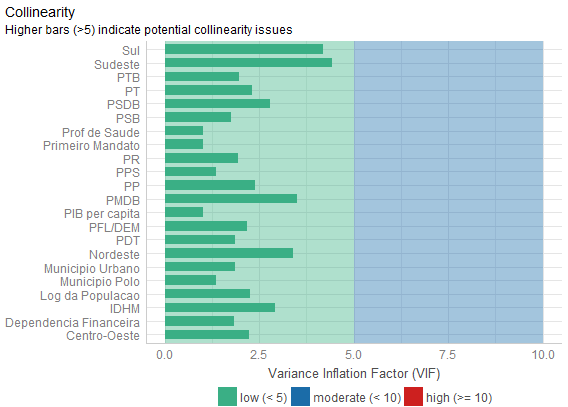 Collinearity
Higher bars (>5) indicate potential collinearity issues
Sul
Sudeste
PTB
PT
PSDB
PSB
Prof de Saude
Primeiro Mandato
PR
PPS
PP
PMDB
PIB per capita
PFL/DEM
PDT
Nordeste
Municipio Urbano
Municipio Polo
Log da Populacao
IDHM
Dependencia Financeira
Centro-Oeste
0.0 2.5 5.0 7.5 10.0
Variance Inflation Factor (VIF)
low (< 5) moderate (< 10) high (>= 10)